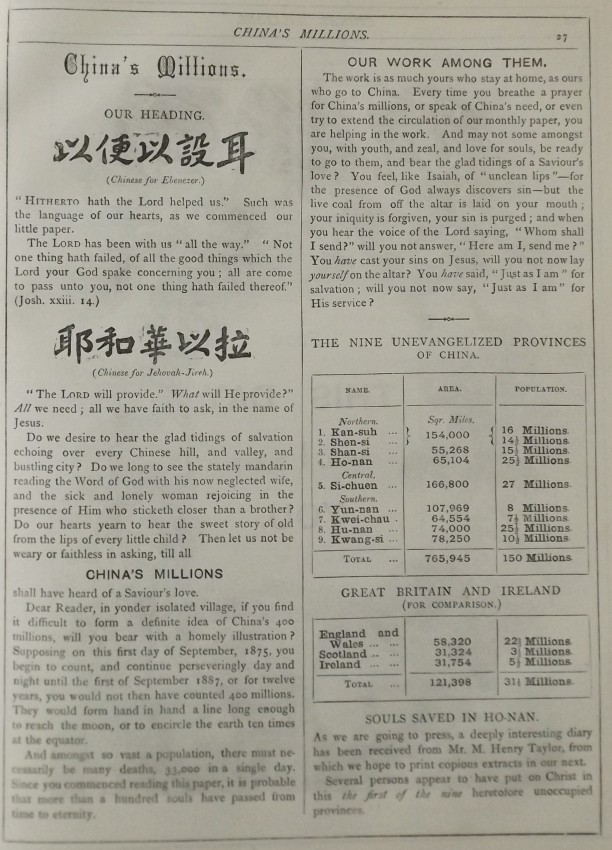 CHINA'S MILLIONS.
27
China's Millions.
OUR HEADING.
以便以設耳
(Chinese for Ebenezer.)
"HITHERTO hath the Lord helped us." Such was
the language of our hearts, as we commenced our
little paper.
The LORD has been with us "all the way." "Not
one thing hath failed, of all the good things which the
Lord your God spake concerning you; all are come
to pass unto you, not one thing hath failed thereof."
(Josh. xxiii. 14.)
耶和華以拉
(Chinese for Jehovah-Jireh.)
"The LORD will provide." What will He provide?"
All we need; all we have faith to ask, in the name of
Jesus.
Do we desire to hear the glad tidings of salvation
echoing over every Chinese hill, and valley, and
bustling city? Do we long to see the stately mandarin
reading the Word of God with his now neglected wife,
and the sick and lonely woman rejoicing in the
presence of Him who sticketh closer than a brother?
Do our hearts yearn to hear the sweet story of old
from the lips of every little child? Then let us not be
weary or faithless in asking, till all
CHINA'S MILLIONS
shall have heard of a Saviour's love.
Dear Reader, in yonder isolated village, if you find
it difficult to form a definite idea of China's 400
millions, will you bear with a homely illustration?
Supposing on this first day of September, 1875, you
begin to count, and continue perseveringly day and
night until the first of September 1887, or for twelve
years, you would not then have counted 400 millions.
They would form hand in hand a line long enough
to reach the moon, or to encircle the earth ten times
at the equator.
And amongst so vast a population, there must ne-
cessarily be many deaths, 33,000 in a single day.
Since you commenced reading this paper, it is probable
that more than a hundred souls have passed from
time to eternity.
OUR WORK AMONG THEM.
The work is as much yours who stay at home, as ours
who go to China. Every time you breathe a prayer
for China's millions, or speak of China's need, or even
try to extend the circulation of our monthly paper, you
are helping in the work. And may not some amongst
you, with youth, and zeal, and love for souls, be ready
to go to them, and bear the glad tidings of a Saviour's
love? You feel, like Isaiah, of "unclean lips"—for
the presence of God always discovers sin—but the
live coal from off the altar is laid on your mouth;
your iniquity is forgiven, your sin is purged; and when
you hear the voice of the Lord saying, "Whom shall
I send?" will you not answer, "Here am I, send me?"
You have cast your sins on Jesus, will you not now lay
yourself on the altar? You have said, "Just as I am" for
salvation; will you not now say, "Just as I am" for
His service?
THE NINE UNEVANGELIZED PROVINCES
OF CHINA.
NAME. AREA. POPULATION.
Northern. Sqr. Miles.
1. Kan-suh ... } 154,000 { 16 Millions.
2. Shen-si ... 14½ Millions.
3. Shan-si ... 55,268 15½ Millions.
4. Ho-nan ... 65,104 25½ Millions.
Central.
5. Si-chuen ... 166,800 27 Millions.
Southern.
6. Yun-nan ... 107,969 8 Millions.
7. Kwei-chau . 64,554 7½ Millions.
8. Hu-nan ... 74,000 25½ Millions.
9. Kwang-si ... 78,250 10½ Millions.
TOTAL ... 765,945 150 Millions.
GREAT BRITAIN AND IRELAND
(FOR COMPARISON.)
England and
Wales ... ... 58,320 22½ Millions.
Scotland ... ... 31,324 3½ Millions.
Ireland ... ... 31,754 5½ Millions.
TOTAL ... 121,398 31½ Millions.
SOULS SAVED IN HO-NAN.
As we are going to press, a deeply interesting diary
has been received from Mr. M. Henry Taylor, from
which we hope to print copious extracts in our next.
Several persons appear to have put on Christ in
this the first of the nine heretofore unoccupied
provinces.